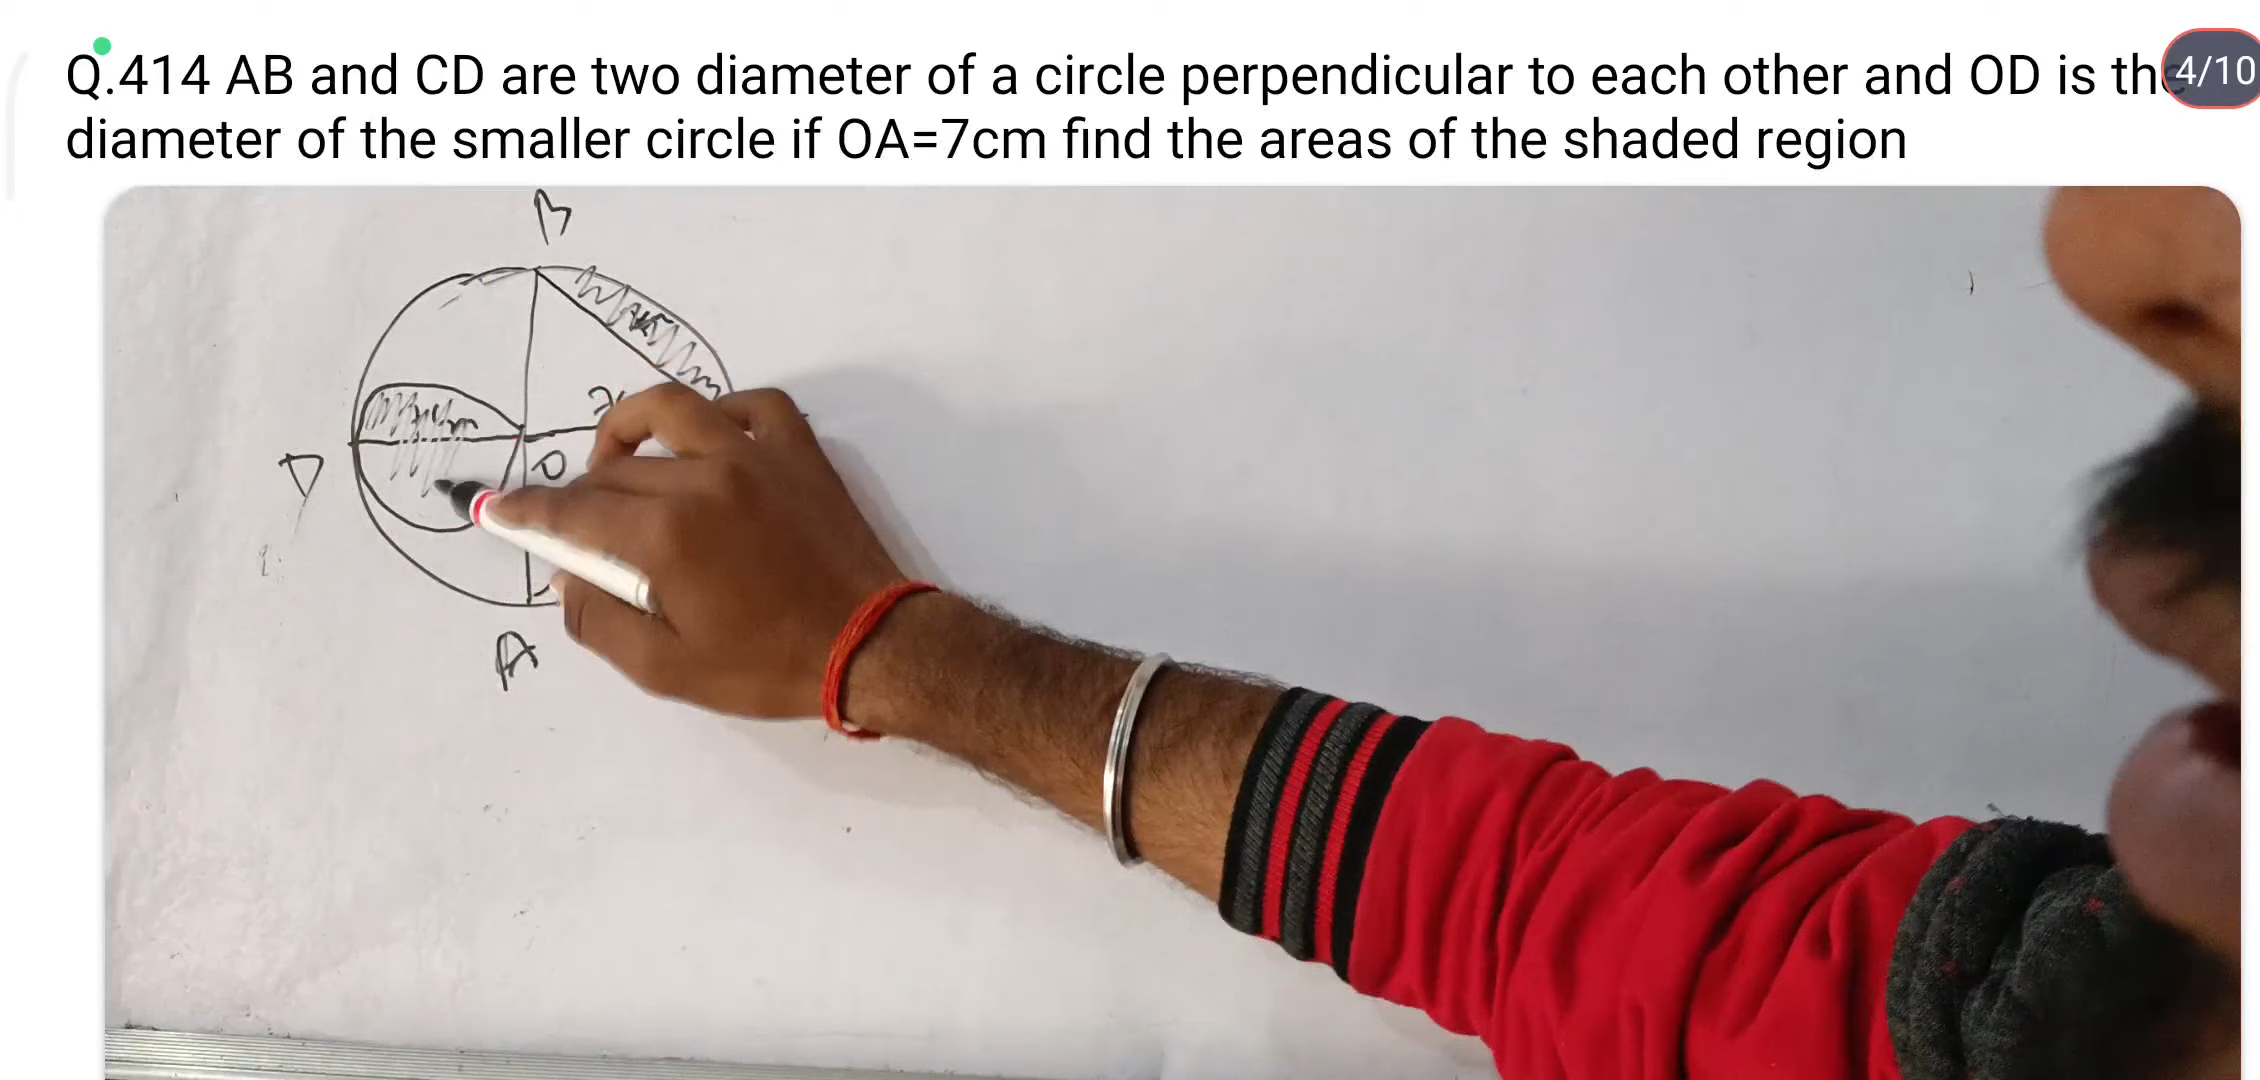 Q.414 AB and CD are two diameter of a circle perpendicular to each other and OD is the
4/10
diameter of the smaller circle if OA=7cm find the areas of the shaded region
B
D
O
A